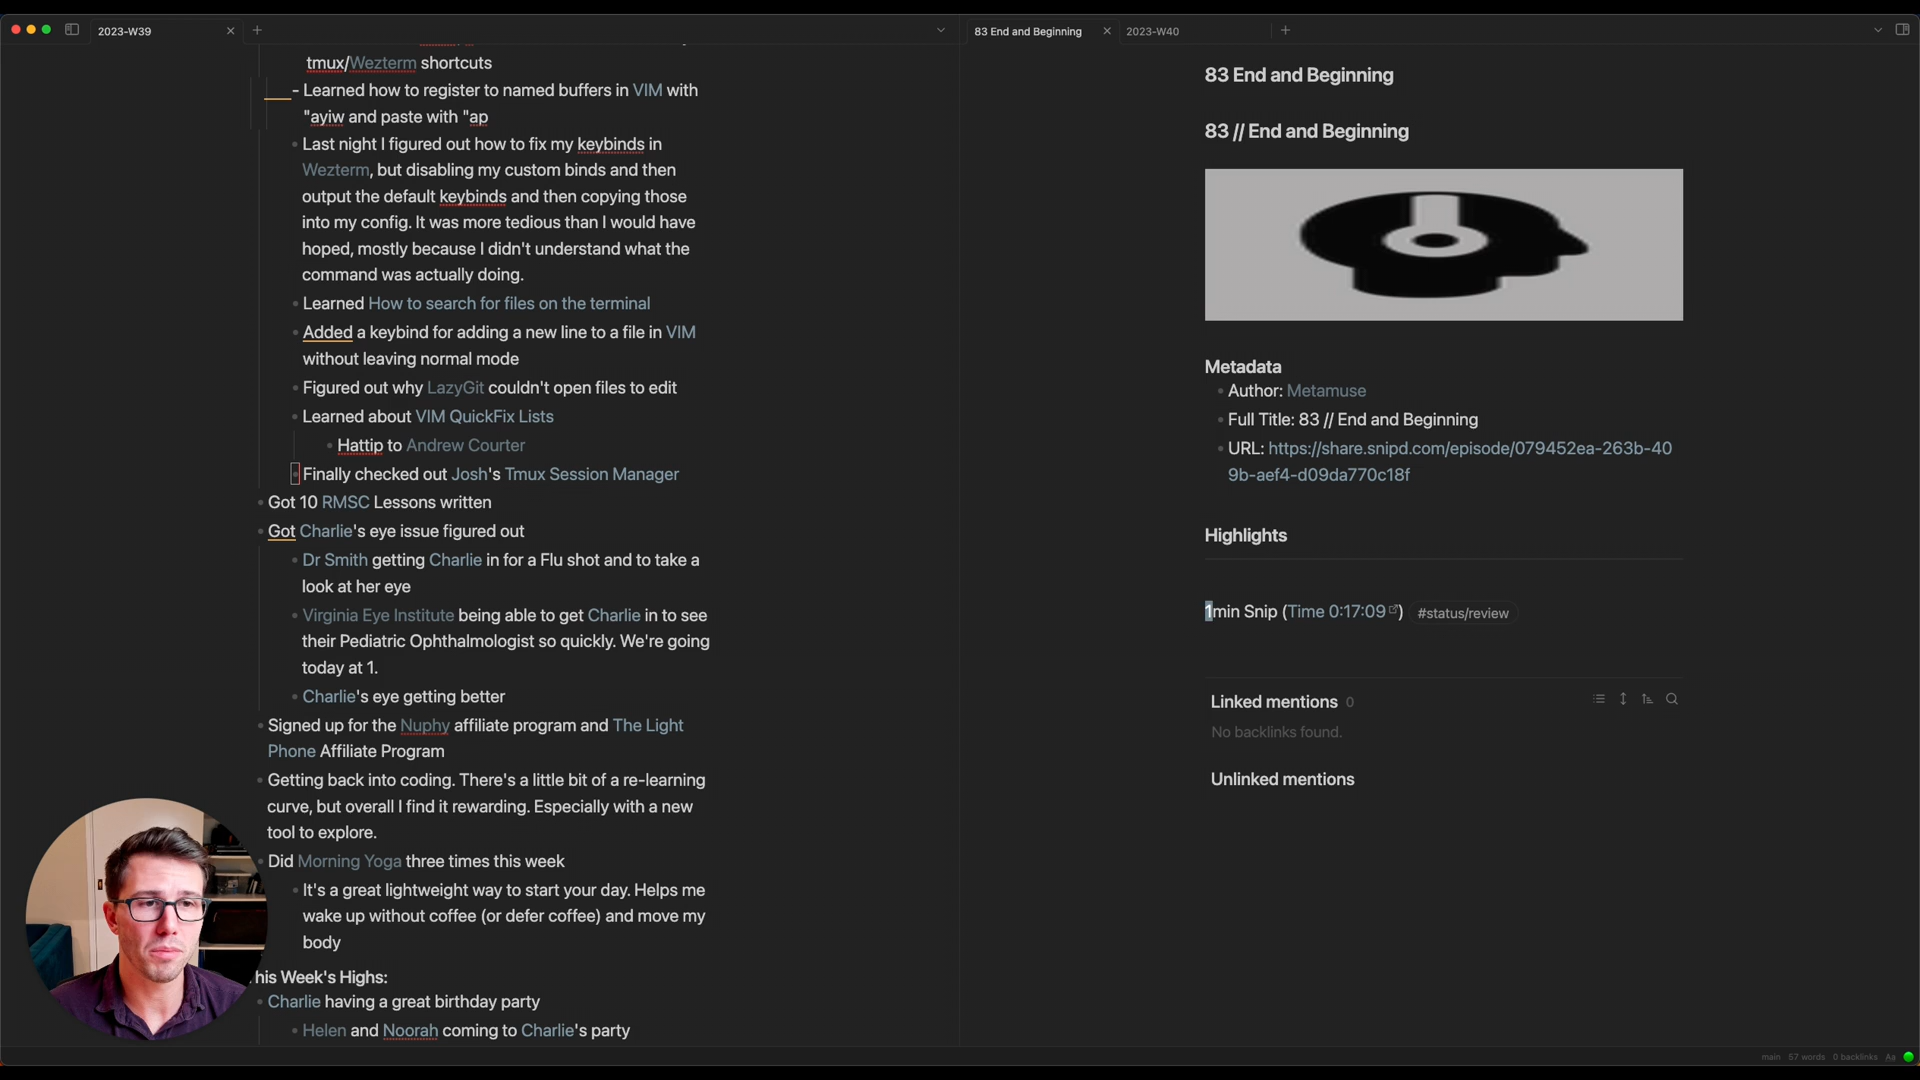 2023-W39
tmux/Wezterm shortcuts
- Learned how to register to named buffers in VIM with
"ayiw and paste with "ap
Last night I figured out how to fix my keybinds in
Wezterm, but disabling my custom binds and then
output the default keybinds and then copying those
into my config. It was more tedious than I would have
hoped, mostly because I didn't understand what the
command was actually doing.
Learned How to search for files on the terminal
Added a keybind for adding a new line to a file in VIM
without leaving normal mode
Figured out why LazyGit couldn't open files to edit
Learned about VIM QuickFix Lists
Hattip to Andrew Courter
Finally checked out Josh's Tmux Session Manager
Got 10 RMSC Lessons written
Got Charlie's eye issue figured out
Dr Smith getting Charlie in for a Flu shot and to take a
look at her eye
Virginia Eye Institute being able to get Charlie in to see
their Pediatric Ophthalmologist so quickly. We're going
today at 1.
Charlie's eye getting better
Signed up for the Nuphy affiliate program and The Light
Phone Affiliate Program
Getting back into coding. There's a little bit of a re-learning
curve, but overall I find it rewarding. Especially with a new
tool to explore.
Did Morning Yoga three times this week
It's a great lightweight way to start your day. Helps me
wake up without coffee (or defer coffee) and move my
body
his Week's Highs:
Charlie having a great birthday party
Helen and Noorah coming to Charlie's party
83 End and Beginning
2023-W40
83 End and Beginning
83 // End and Beginning
Metadata
Author: Metamuse
Full Title: 83 // End and Beginning
URL: https://share.snipd.com/episode/079452ea-263b-40
9b-aef4-d09da770c18f
Highlights
1min Snip (Time 0:17:09) #status/review
Linked mentions 0
No backlinks found.
Unlinked mentions
main 57 words 0 backlinks Aa